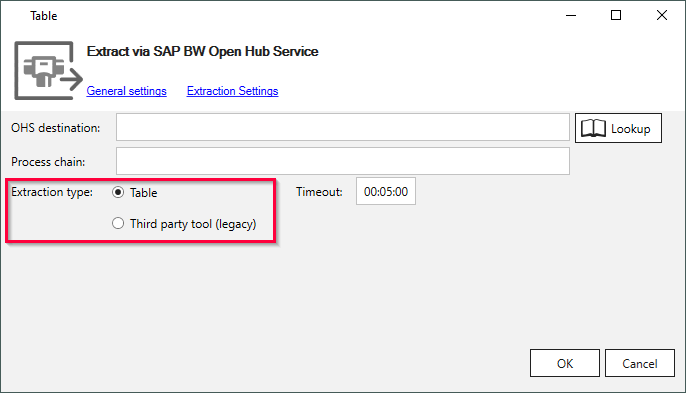 Table
Extract via SAP BW Open Hub Service
General settings Extraction Settings
OHS destination: Lookup
Process chain:
Extraction type: Table Timeout: 00:05:00
Third party tool (legacy)
OK Cancel